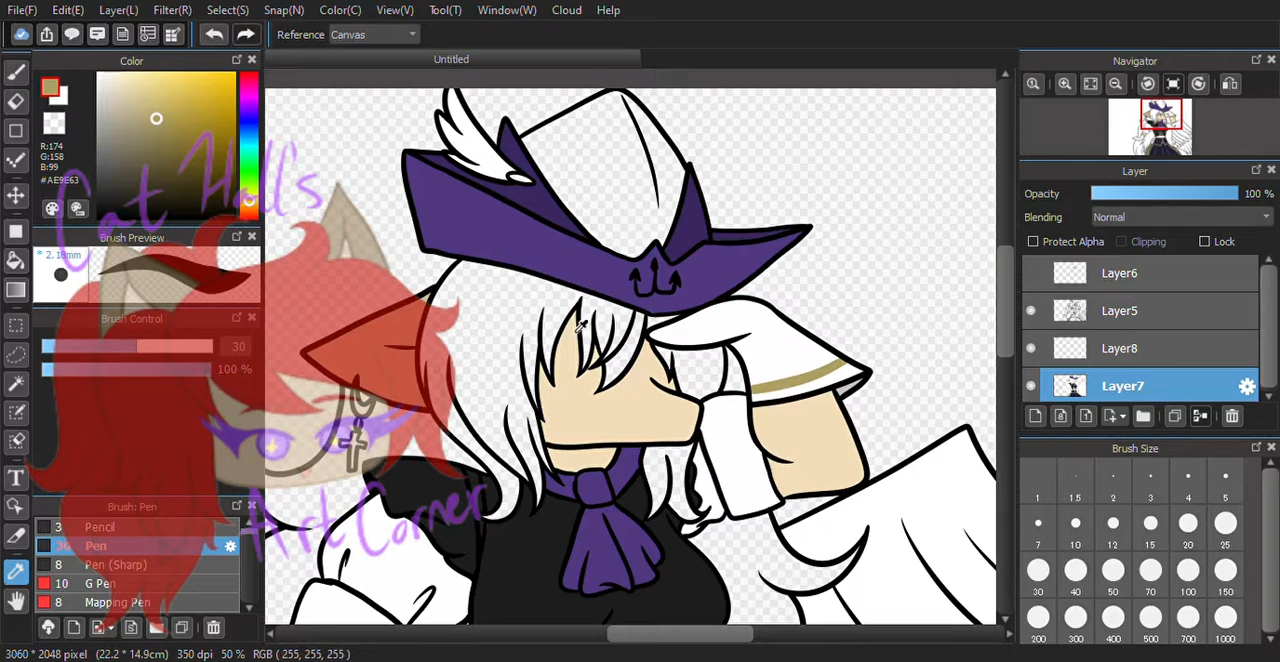 File(F) Edit(E) Layer(L) Filter(R) Select(S) Snap(N) Color(C) View(V) Tool(T) Window(W) Cloud Help
Reference Canvas
Color
Untitled
Navigator
R:174
G:158
B:99
#AE9E63
Cat Hall's
Art Corner
Brush Preview
* 2.18mm
Brush Control
30
100 %
Brush: Pen
3 Pencil
30 Pen
8 Pen (Sharp)
10 G Pen
8 Mapping Pen
Layer
Opacity 100 %
Blending Normal
Protect Alpha Clipping Lock
Layer6
Layer5
Layer8
Layer7
Brush Size
1 1.5 2 3 4 5
7 10 12 15 20 25
30 40 50 70 100 150
200 300 400 500 700 1000
3060 * 2048 pixel (22.2 * 14.9cm) 350 dpi 50 % RGB ( 255, 255, 255 )